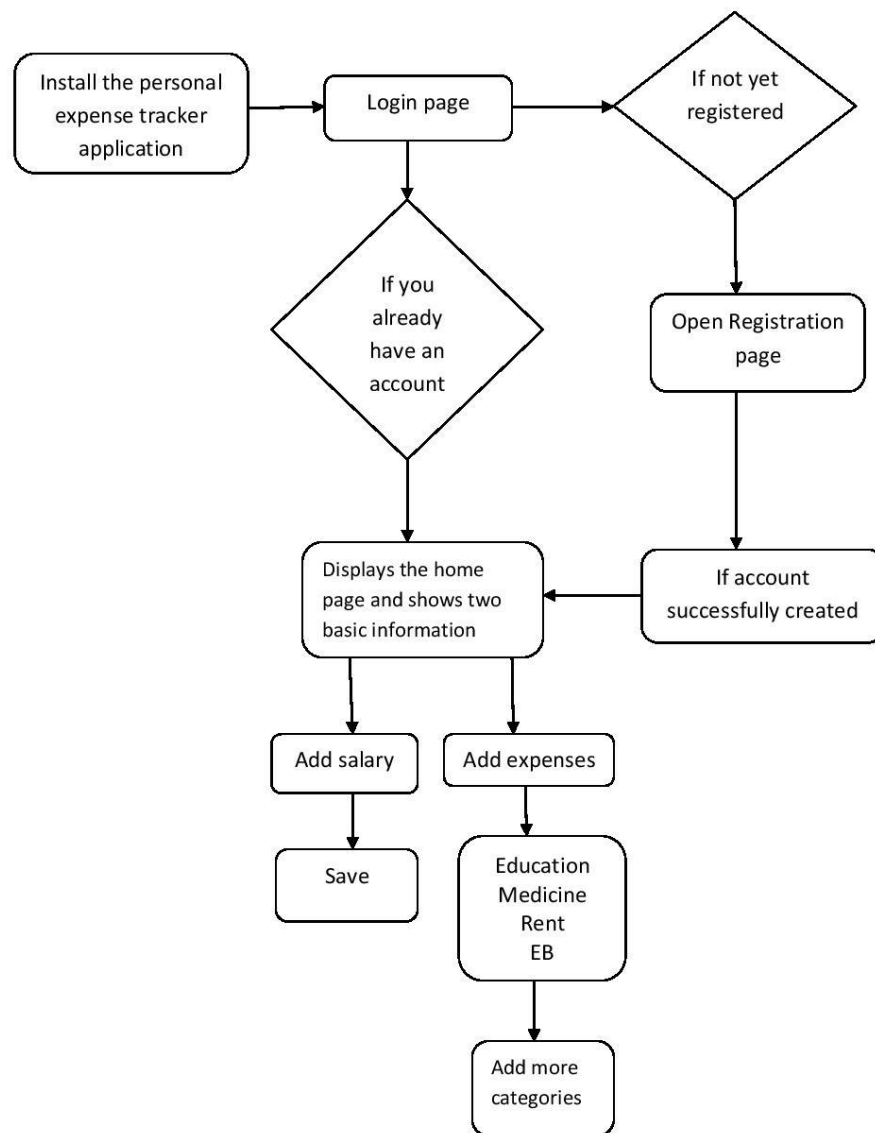 Install the personal
expense tracker
application
Login page
If not yet
registered
If you
already
have an
account
Open Registration
page
Displays the home
page and shows two
basic information
If account
successfully created
Add salary
Add expenses
Save
Education
Medicine
Rent
EB
Add more
categories